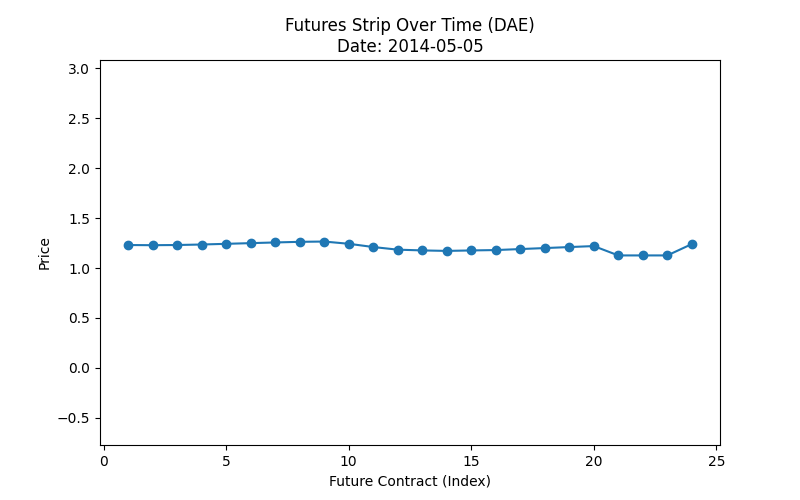 Futures Strip Over Time (DAE)
Date: 2014-05-05
Price
3.0
2.5
2.0
1.5
1.0
0.5
0.0
−0.5
0 5 10 15 20 25
Future Contract (Index)